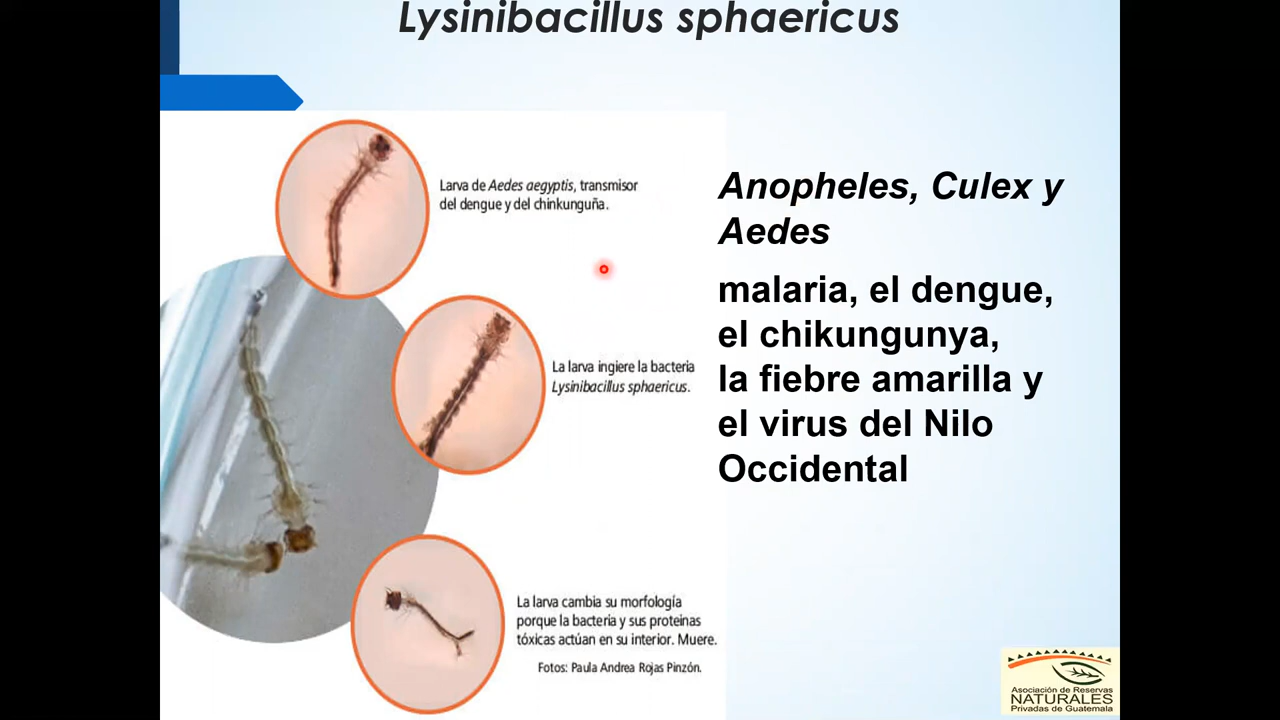 Lysinibacillus sphaericus
Larva de Aedes aegyptis, transmisor
del dengue y del chinkunguña.
La larva ingiere la bacteria
Lysinibacillus sphaericus.
La larva cambia su morfología
porque la bacteria y sus proteinas
tóxicas actúan en su interior. Muere.
Fotos: Paula Andrea Rojas Pinzón.
Anopheles, Culex y
Aedes
malaria, el dengue,
el chikungunya,
la fiebre amarilla y
el virus del Nilo
Occidental
Asociación de Reservas
NATURALES
Privadas de Guatemala